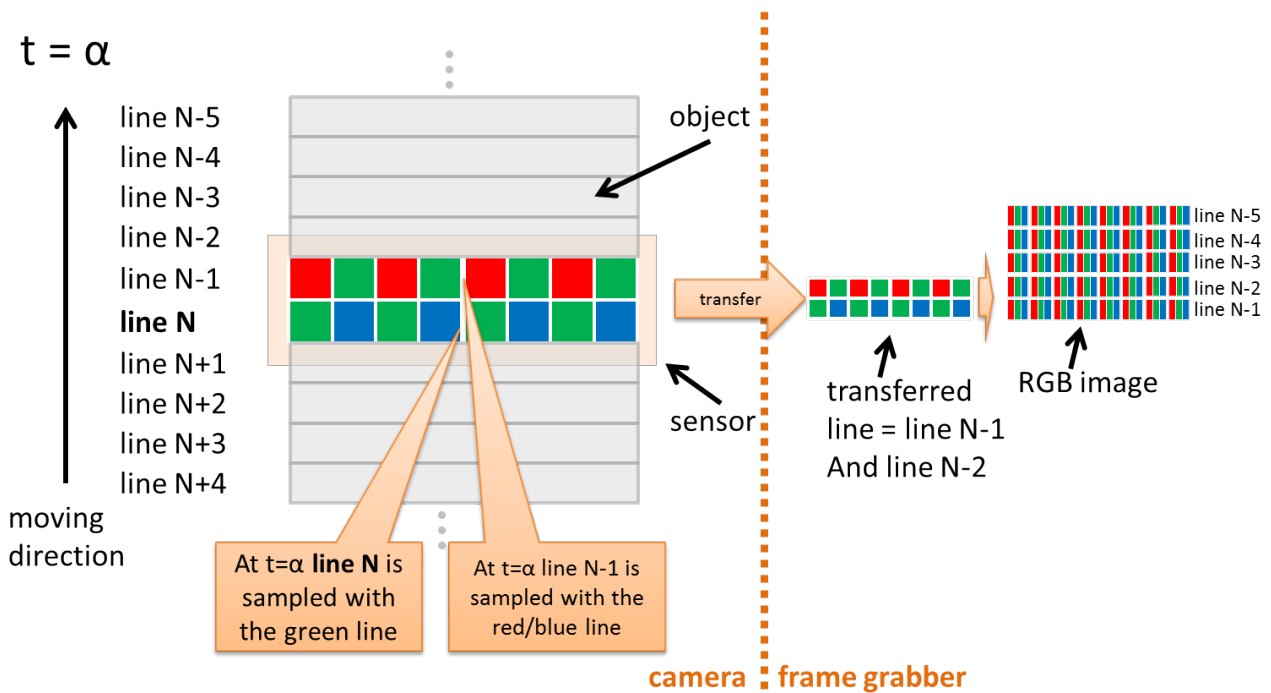 t = α
line N-5
line N-4
line N-3
line N-2
line N-1
line N
line N+1
line N+2
line N+3
line N+4
moving
direction
object
sensor
At t=α line N is
sampled with
the green line
At t=α line N-1 is
sampled with the
red/blue line
transfer
transferred
line = line N-1
And line N-2
line N-5
line N-4
line N-3
line N-2
line N-1
RGB image
camera
frame grabber